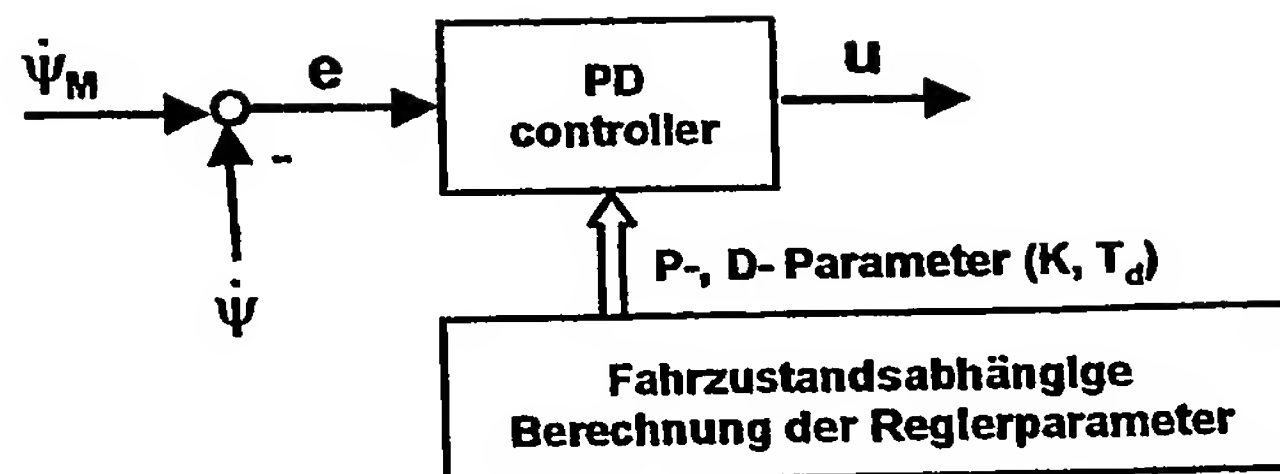 ψ̇M
e
PD
controller
u
-
ψ̇
P-, D- Parameter (K, Td)
Fahrzustandsabhängige
Berechnung der Reglerparameter